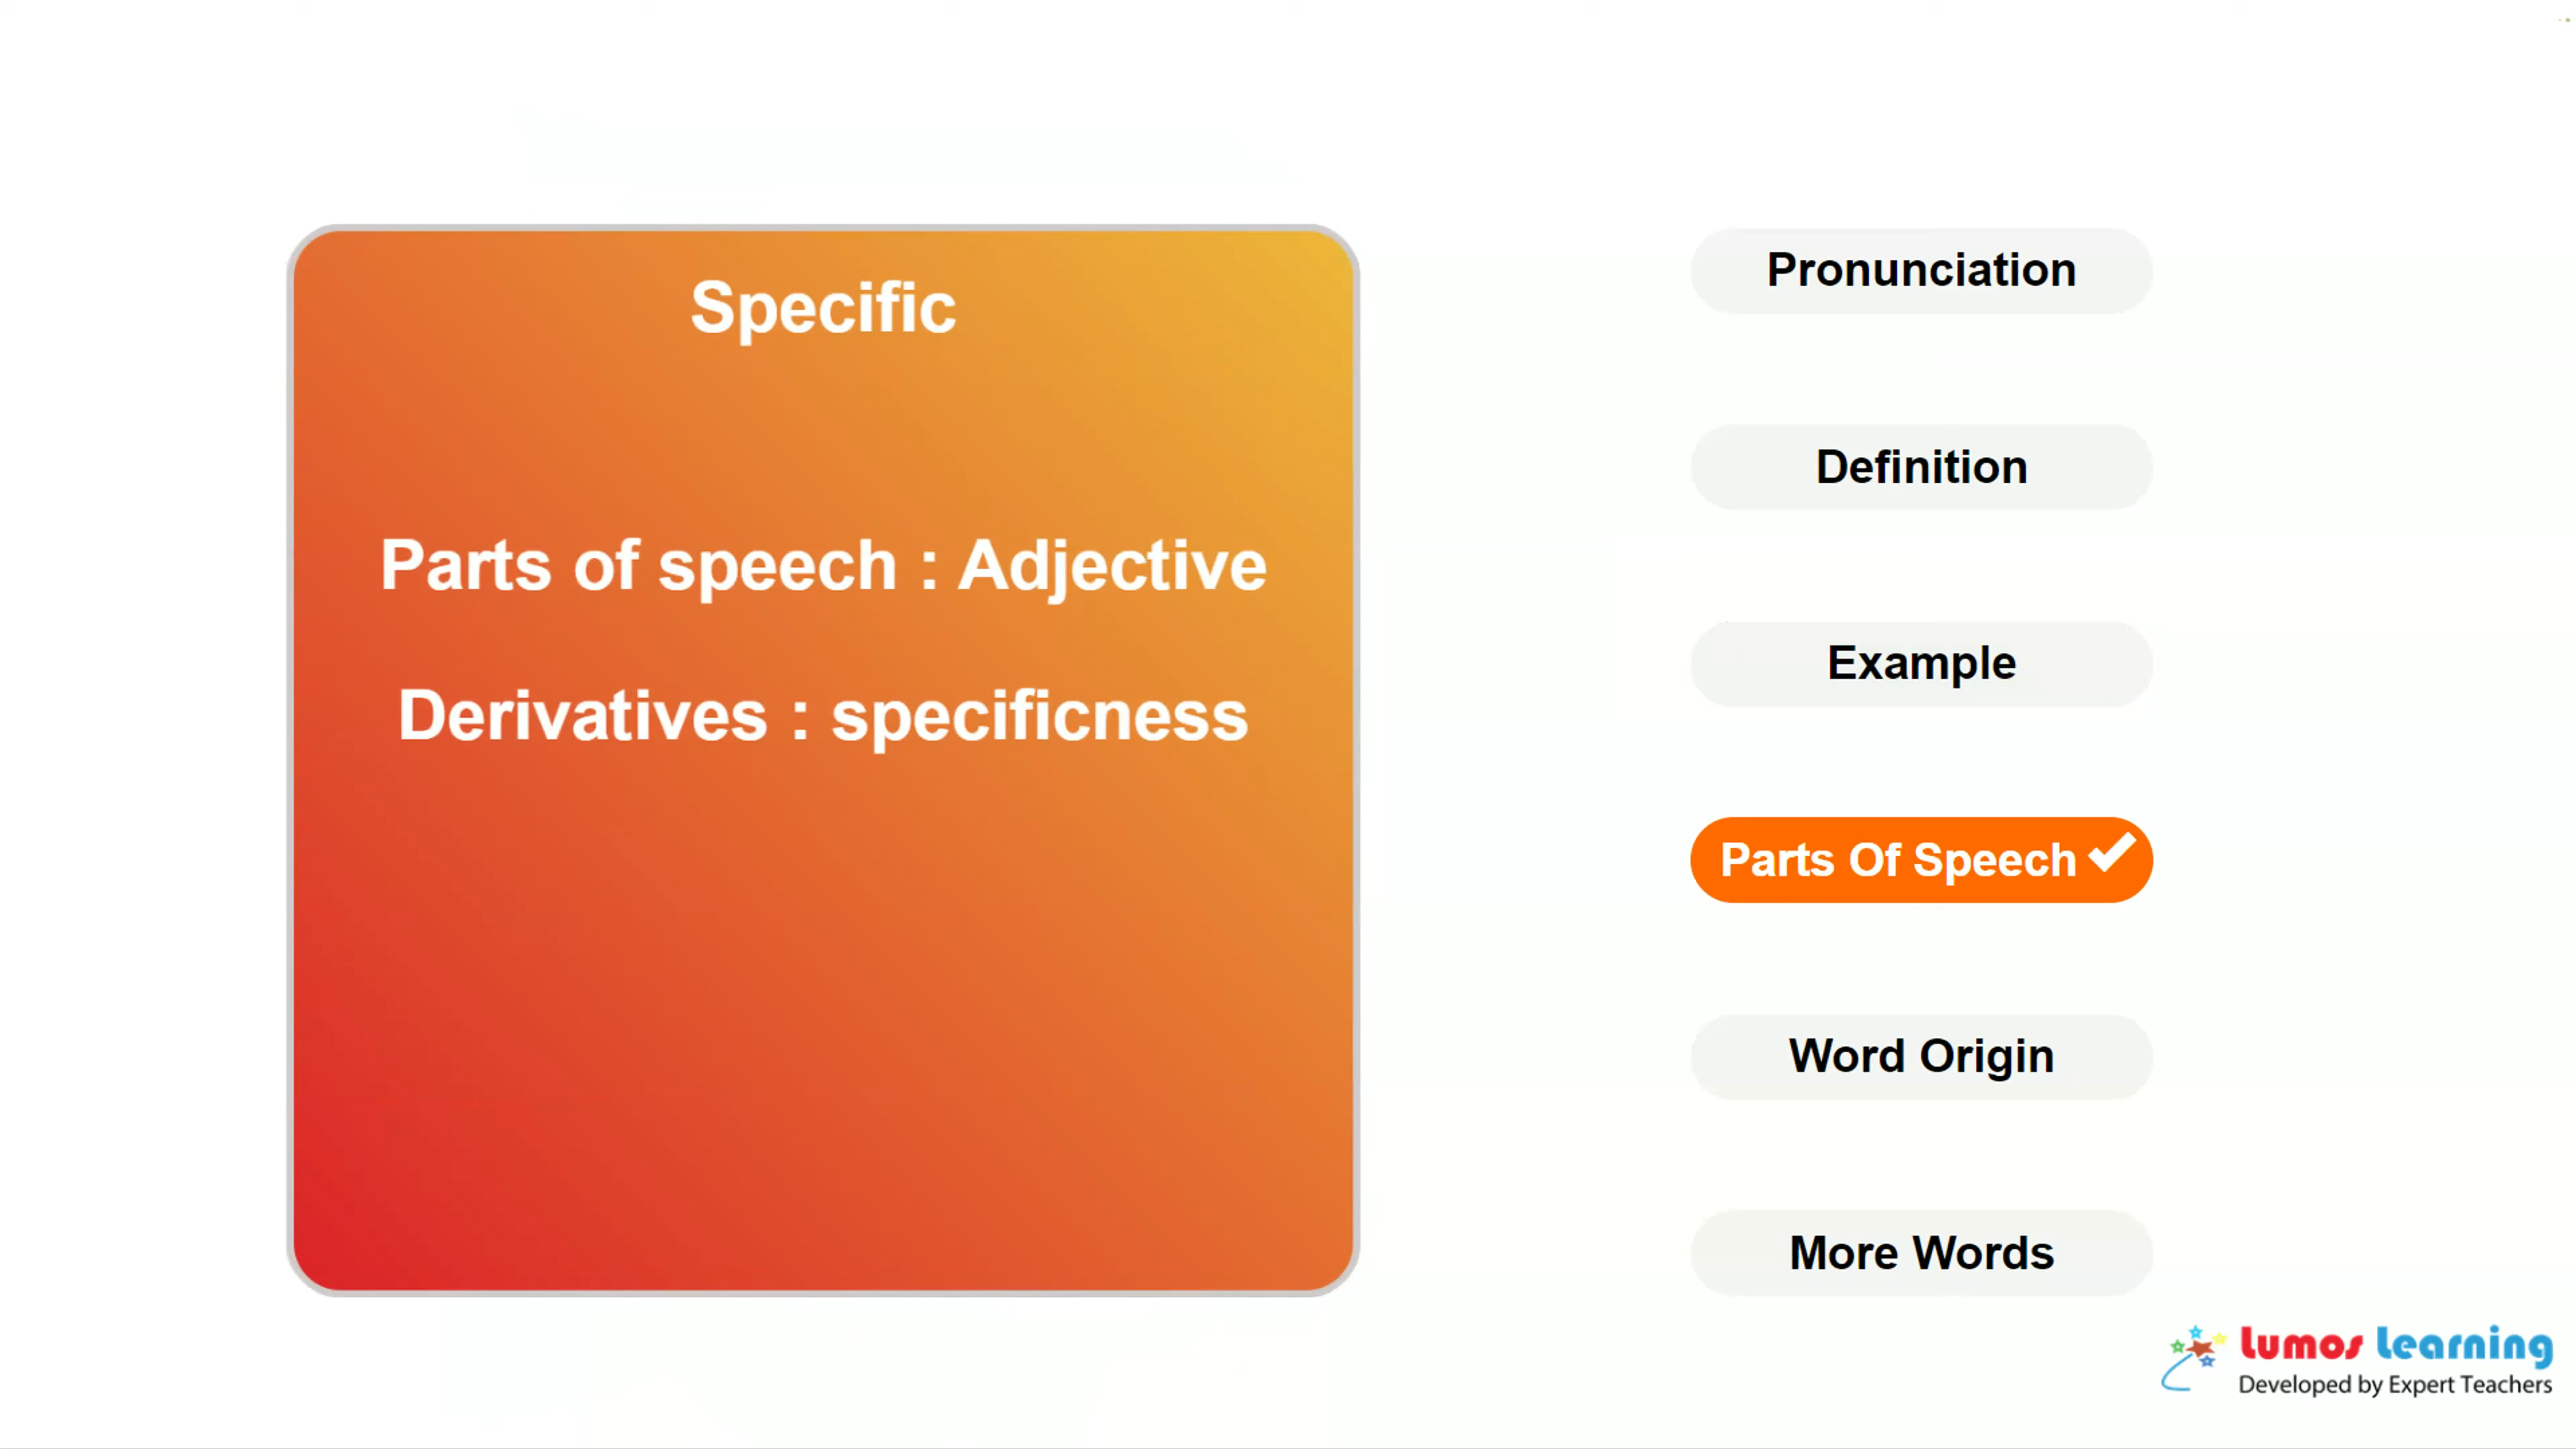 Specific
Parts of speech : Adjective
Derivatives : specificness
Pronunciation
Definition
Example
Parts Of Speech
Word Origin
More Words
Lumos Learning
Developed by Expert Teachers